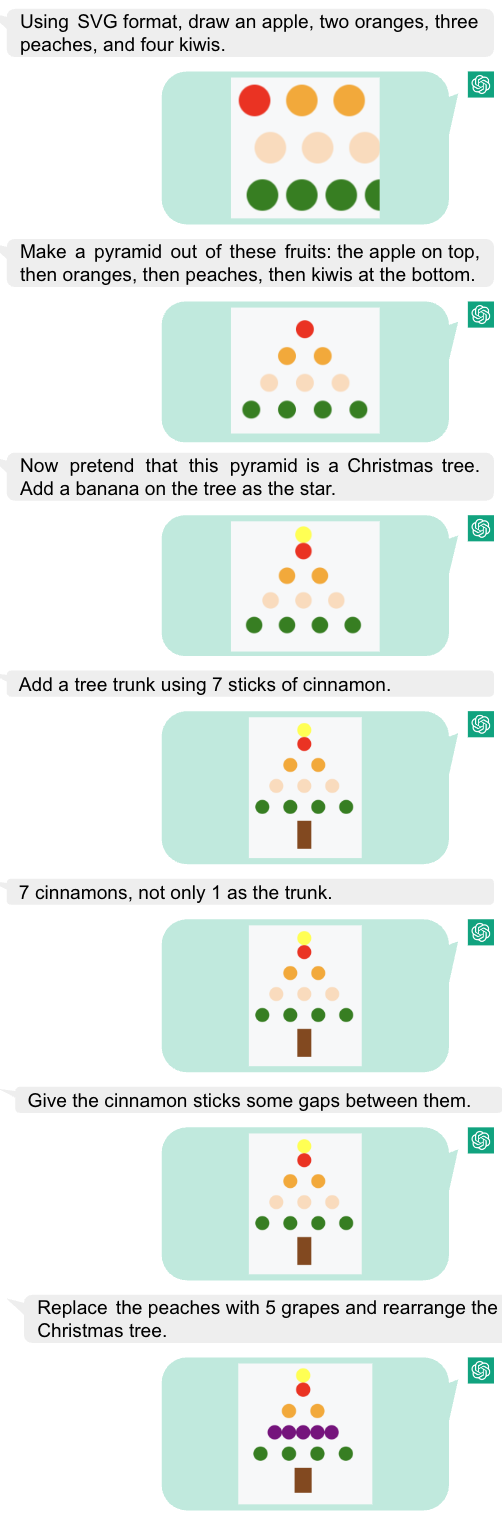 Using SVG format, draw an apple, two oranges, three
peaches, and four kiwis.
Make a pyramid out of these fruits: the apple on top,
then oranges, then peaches, then kiwis at the bottom.
Now pretend that this pyramid is a Christmas tree.
Add a banana on the tree as the star.
Add a tree trunk using 7 sticks of cinnamon.
7 cinnamons, not only 1 as the trunk.
Give the cinnamon sticks some gaps between them.
Replace the peaches with 5 grapes and rearrange the
Christmas tree.